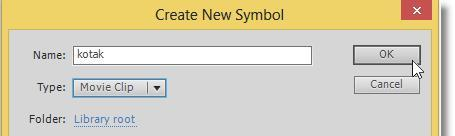 Create New Symbol
Name: kotak OK
Type: Movie Clip Cancel
Folder: Library root